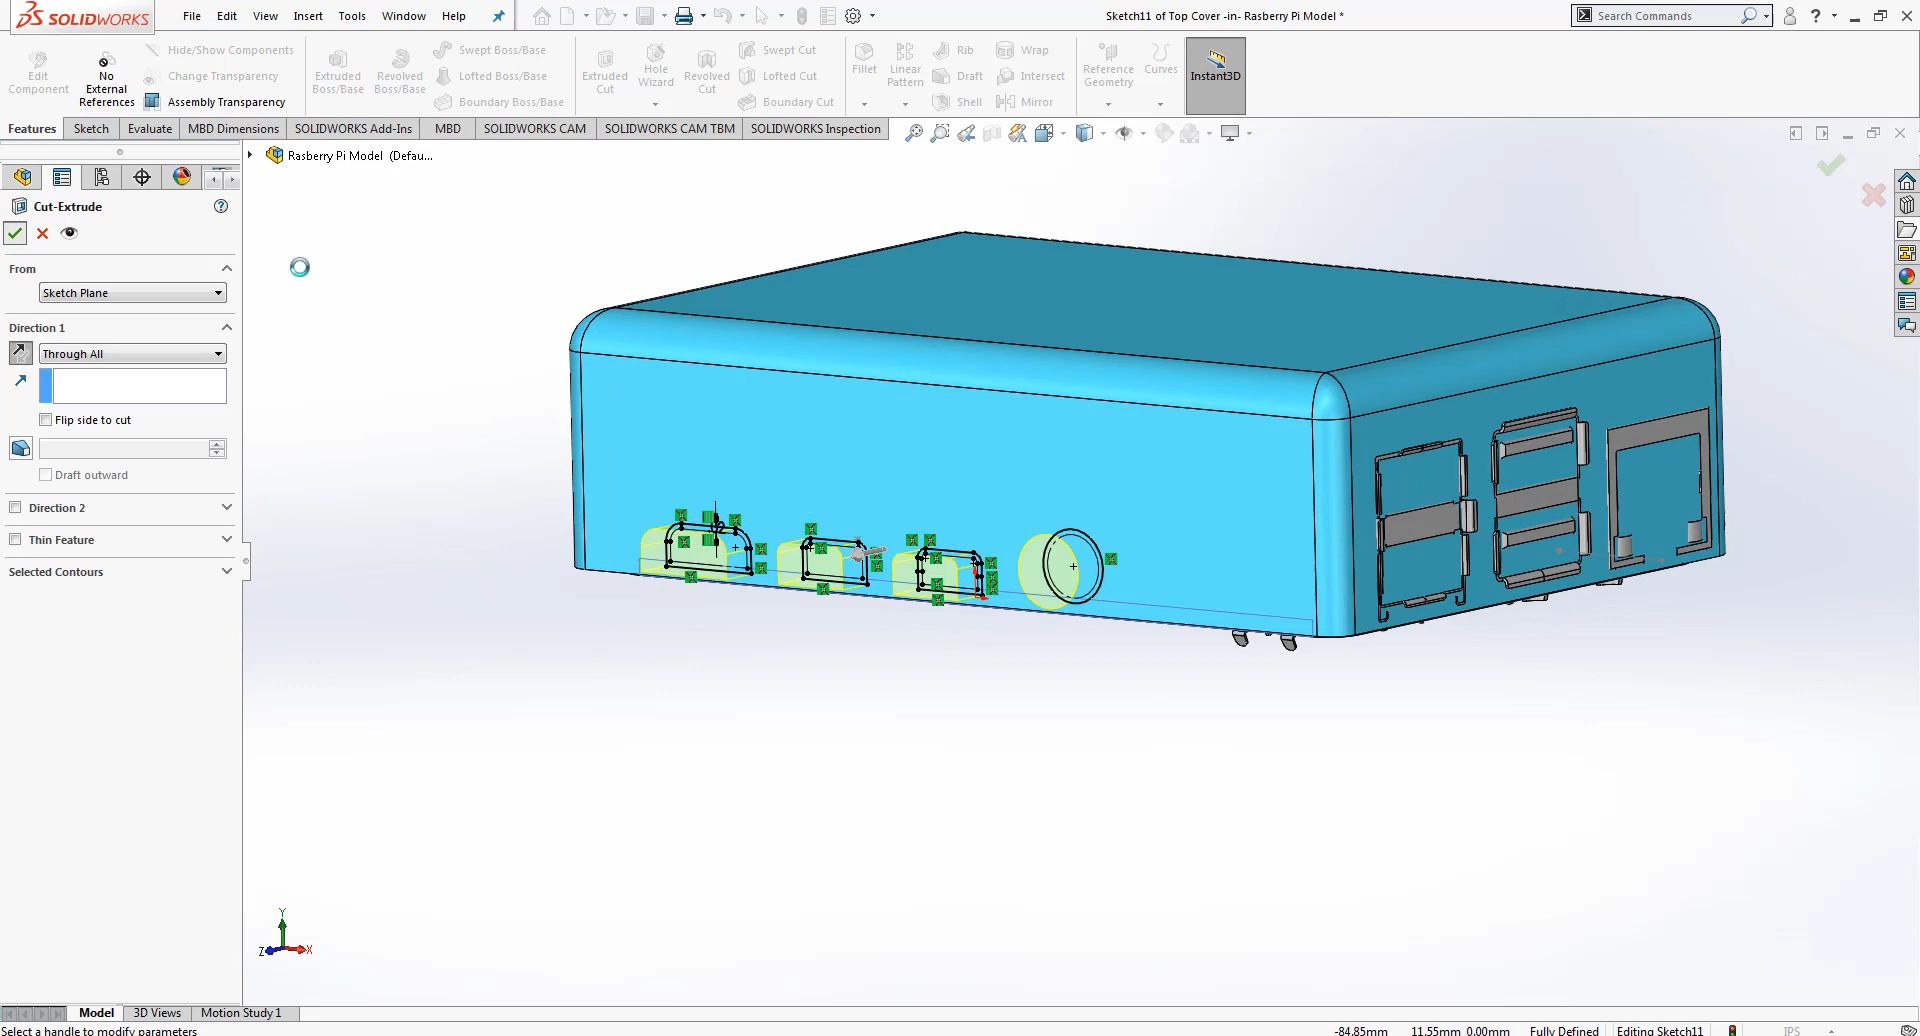 SOLIDWORKS
File Edit View Insert Tools Window Help
Sketch11 of Top Cover -in- Rasberry Pi Model *
Search Commands
Edit Component
No External References
Hide/Show Components
Change Transparency
Assembly Transparency
Extruded Boss/Base
Revolved Boss/Base
Swept Boss/Base
Lofted Boss/Base
Boundary Boss/Base
Extruded Cut
Hole Wizard
Revolved Cut
Swept Cut
Lofted Cut
Boundary Cut
Fillet
Linear Pattern
Rib
Draft
Shell
Wrap
Intersect
Mirror
Reference Geometry
Curves
Instant3D
Features Sketch Evaluate MBD Dimensions SOLIDWORKS Add-Ins MBD SOLIDWORKS CAM SOLIDWORKS CAM TBM SOLIDWORKS Inspection
Rasberry Pi Model (Defau...
Cut-Extrude
From
Sketch Plane
Direction 1
Through All
Flip side to cut
Draft outward
Direction 2
Thin Feature
Selected Contours
Y
Z X
Model 3D Views Motion Study 1
Select a handle to modify parameters
-84.85mm 11.55mm 0.00mm Fully Defined Editing Sketch11 IPS